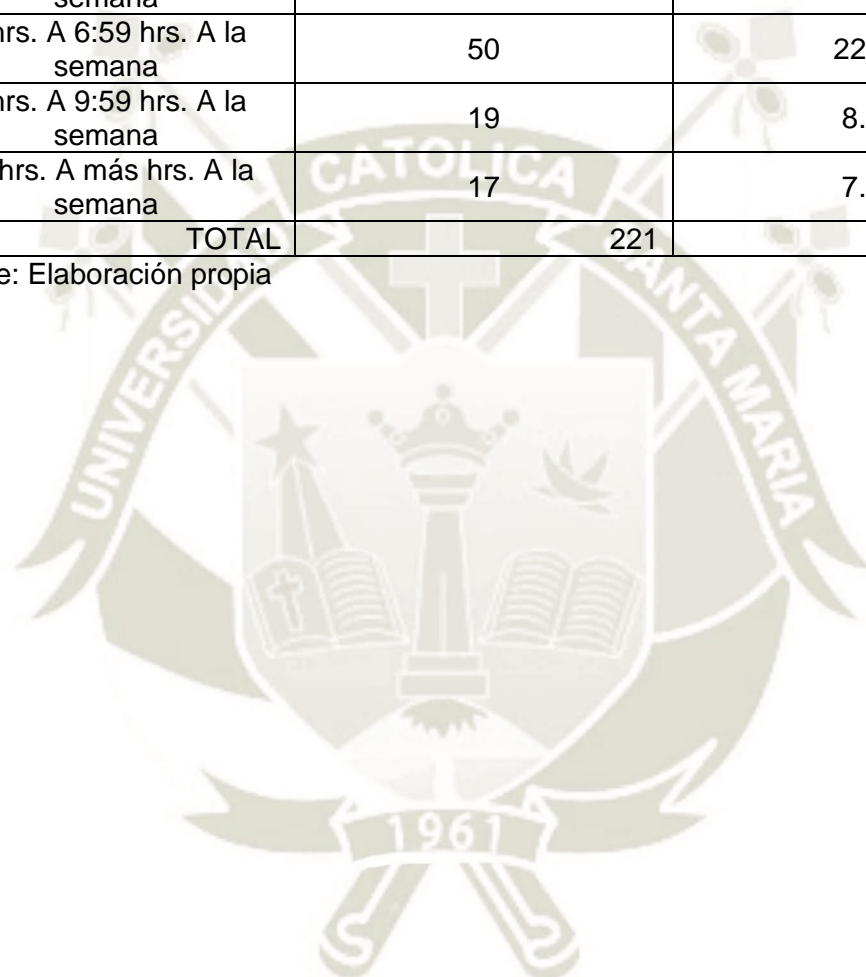 semana
hrs. A 6:59 hrs. A la
semana
50
22
hrs. A 9:59 hrs. A la
semana
19
8.
hrs. A más hrs. A la
semana
17
7.
TOTAL
221
e: Elaboración propia
UNIVERSIDAD CATOLICA SANTA MARIA
1961